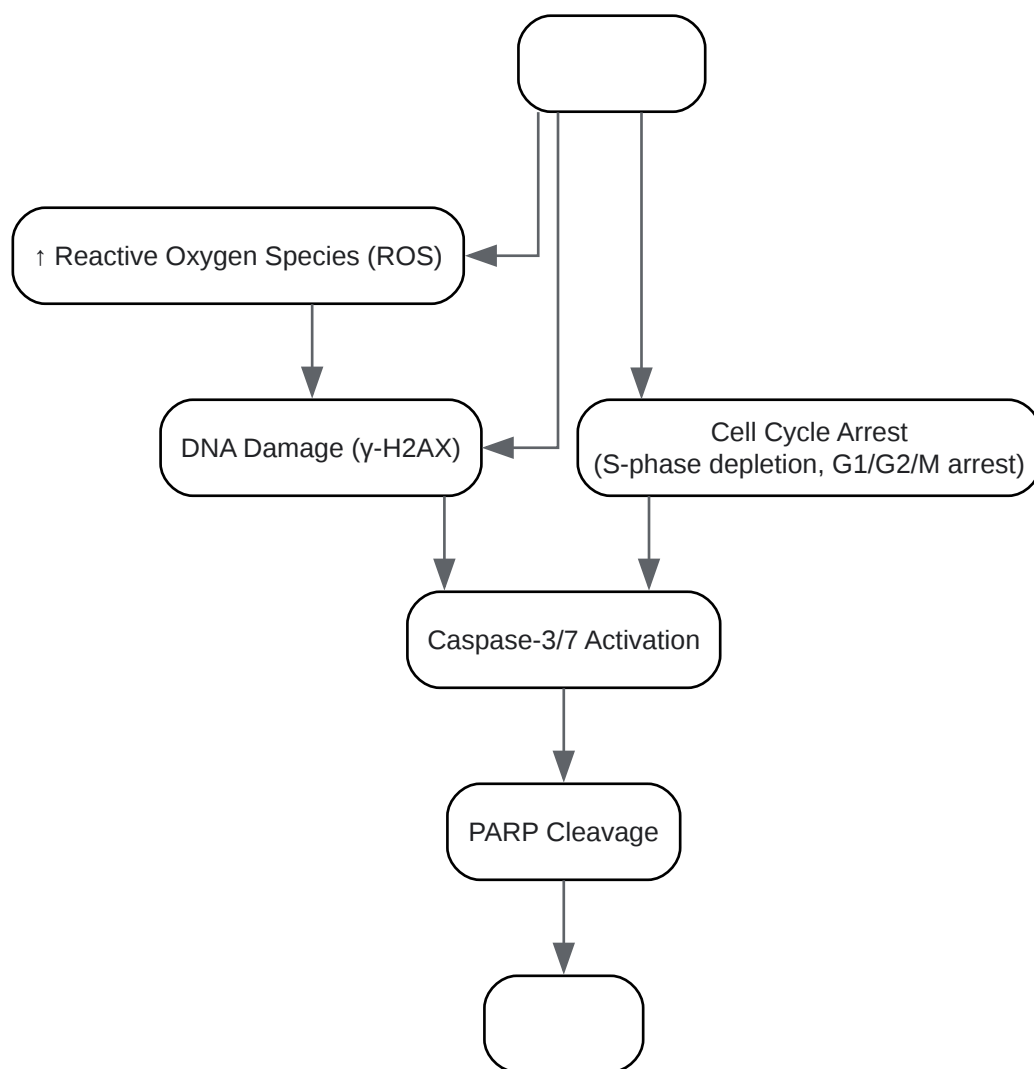 ↑ Reactive Oxygen Species (ROS)
DNA Damage (γ-H2AX)
Cell Cycle Arrest
(S-phase depletion, G1/G2/M arrest)
Caspase-3/7 Activation
PARP Cleavage